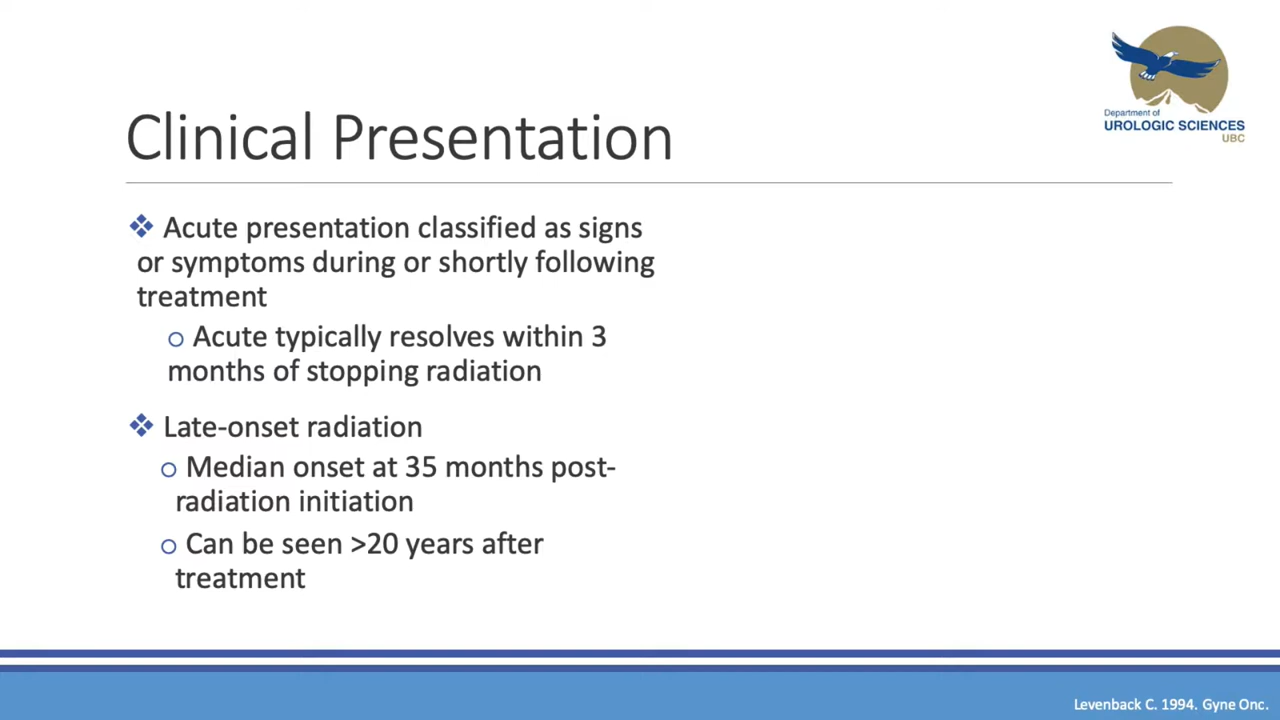 Department of
UROLOGIC SCIENCES
UBC
Clinical Presentation
❖ Acute presentation classified as signs
or symptoms during or shortly following
treatment
o Acute typically resolves within 3
months of stopping radiation
❖ Late-onset radiation
o Median onset at 35 months post-
radiation initiation
o Can be seen >20 years after
treatment
Levenback C. 1994. Gyne Onc.